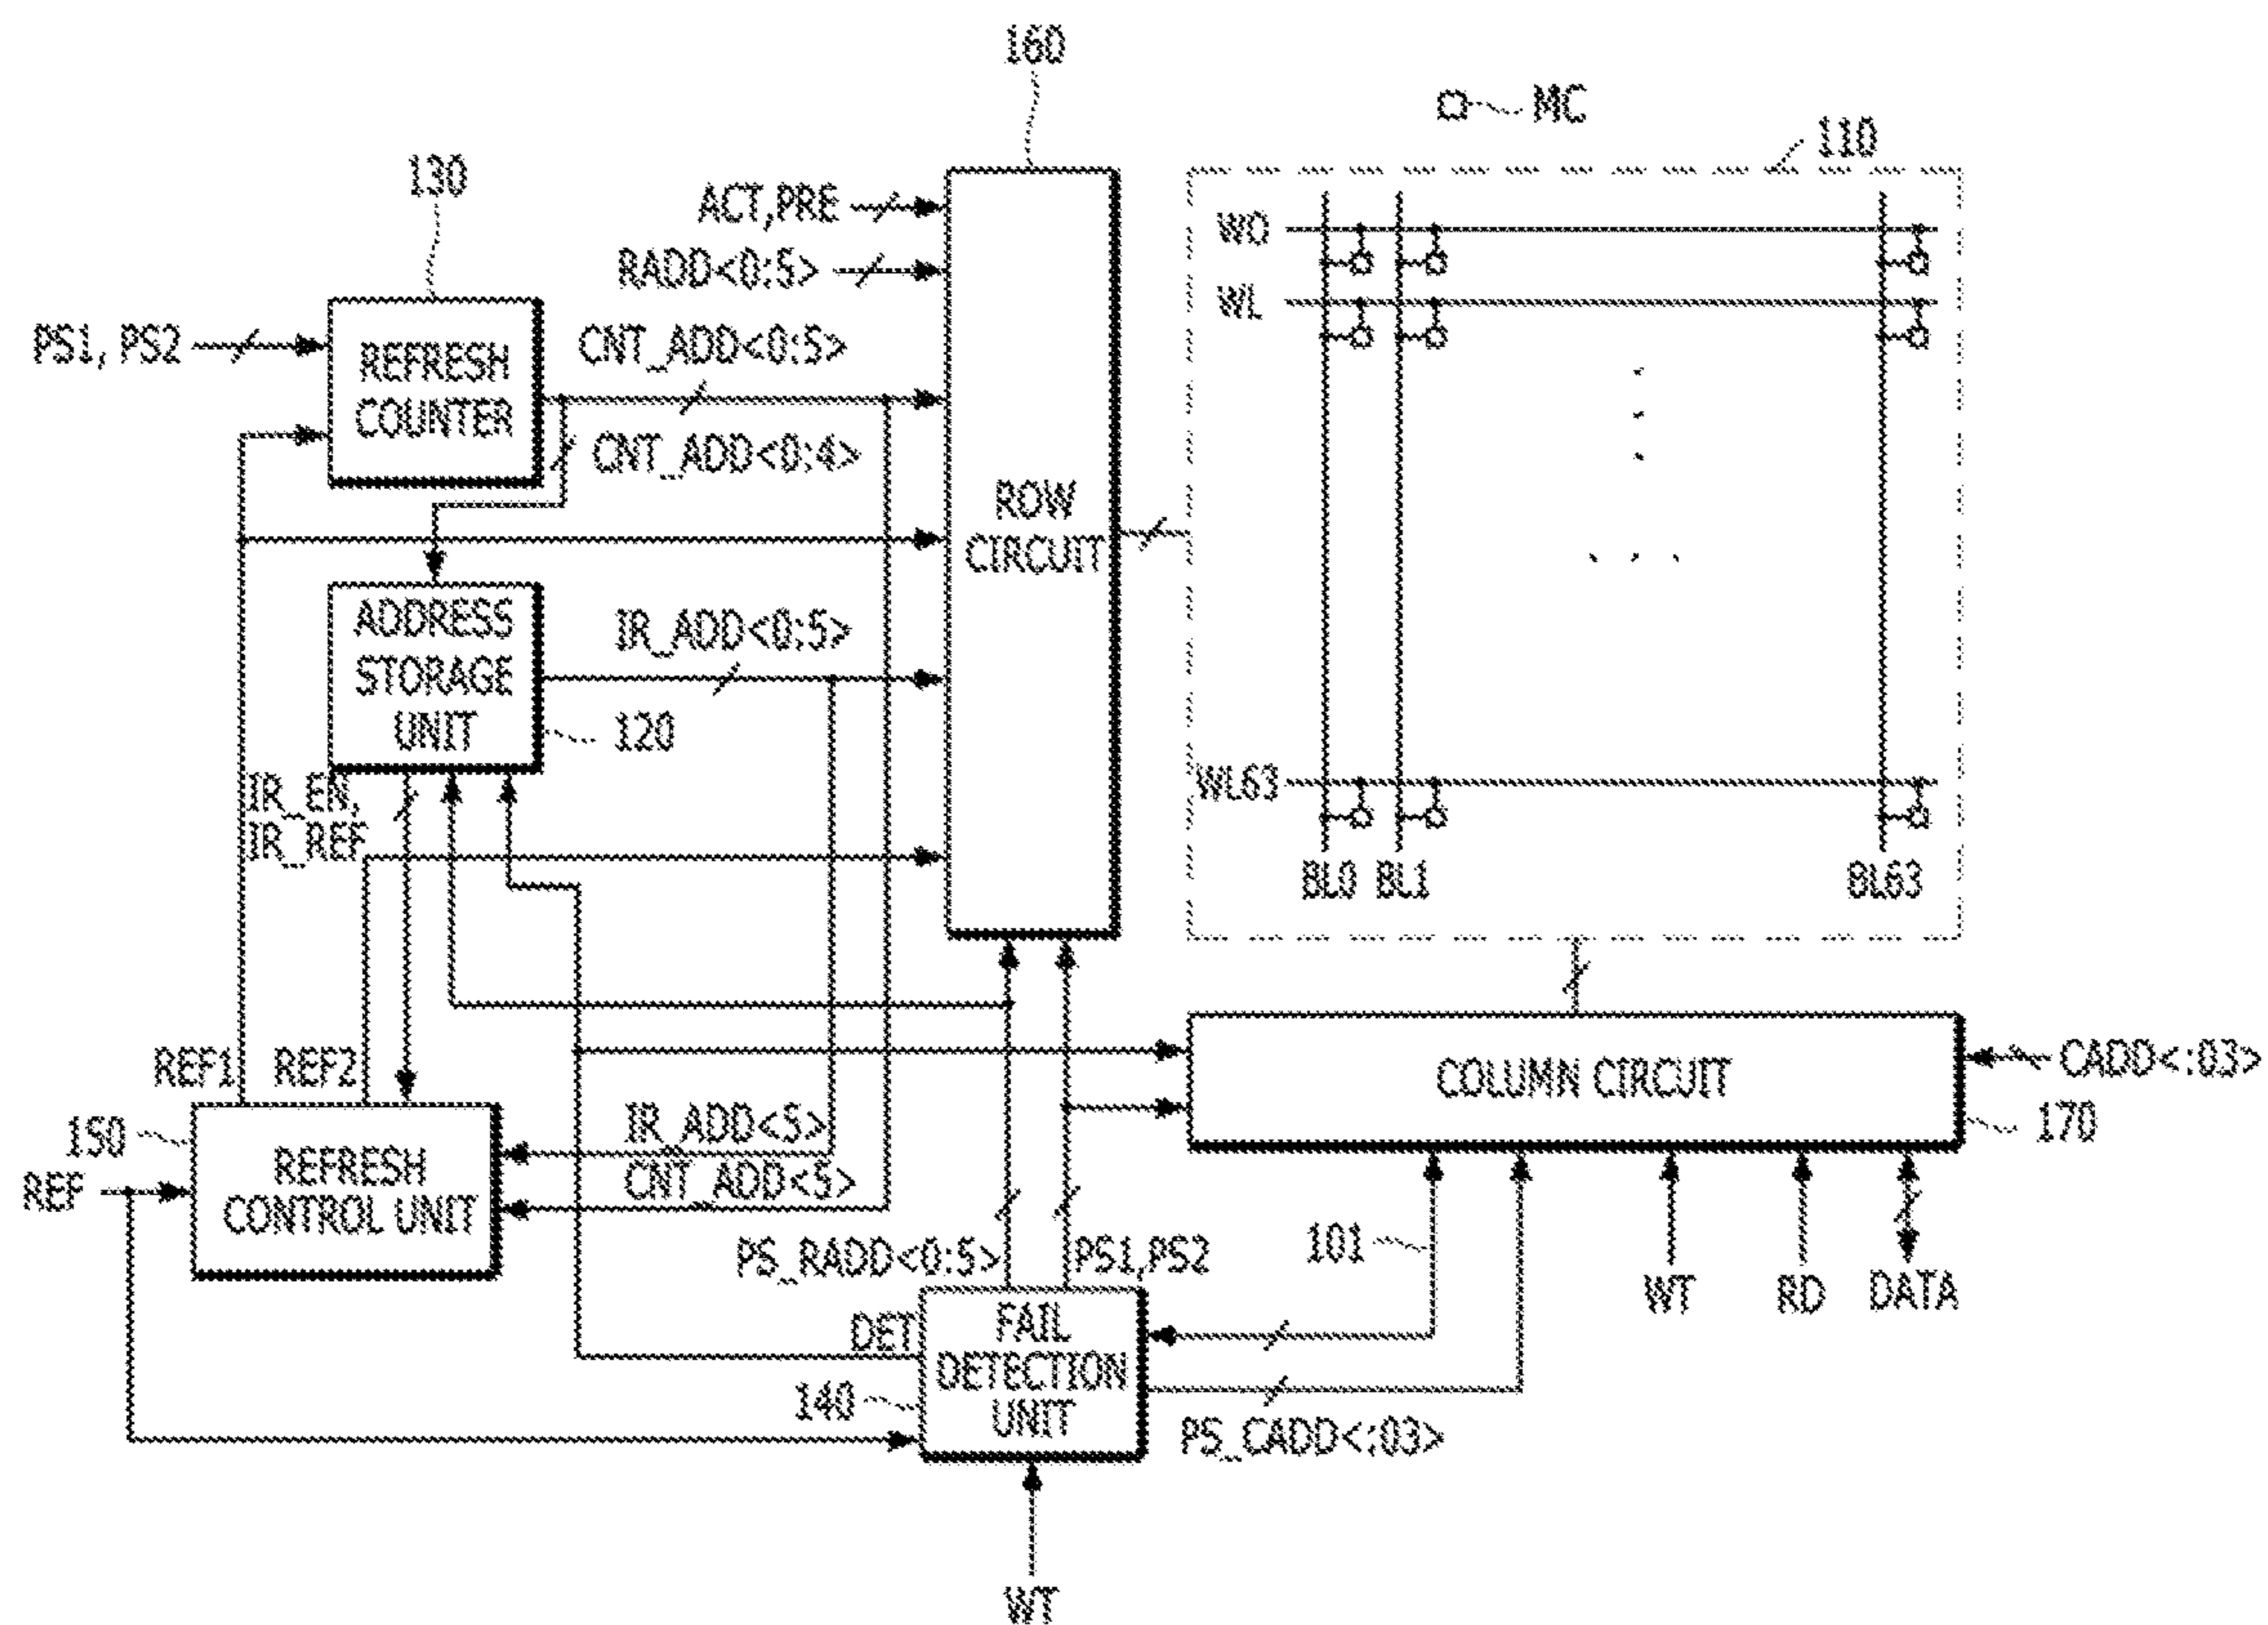 160
MC
110
130
ACT,PRE
W0
RADD<0:5>
WL
PS1, PS2
REFRESH
COUNTER
CNT_ADD<0:5>
CNT_ADD<0:4>
ROW
CIRCUIT
ADDRESS
STORAGE
UNIT
IR_ADD<0:5>
120
IR_EN,
IR_REF
WL63
BL0
BL1
BL63
REF1
REF2
COLUMN CIRCUIT
CADD<:03>
170
150
REF
REFRESH
CONTROL UNIT
IR_ADD<5>
CNT_ADD<5>
PS_RADD<0:5>
PS1,PS2
101
WT
RD
DATA
DET
FAIL
DETECTION
UNIT
140
PS_CADD<:03>
WT